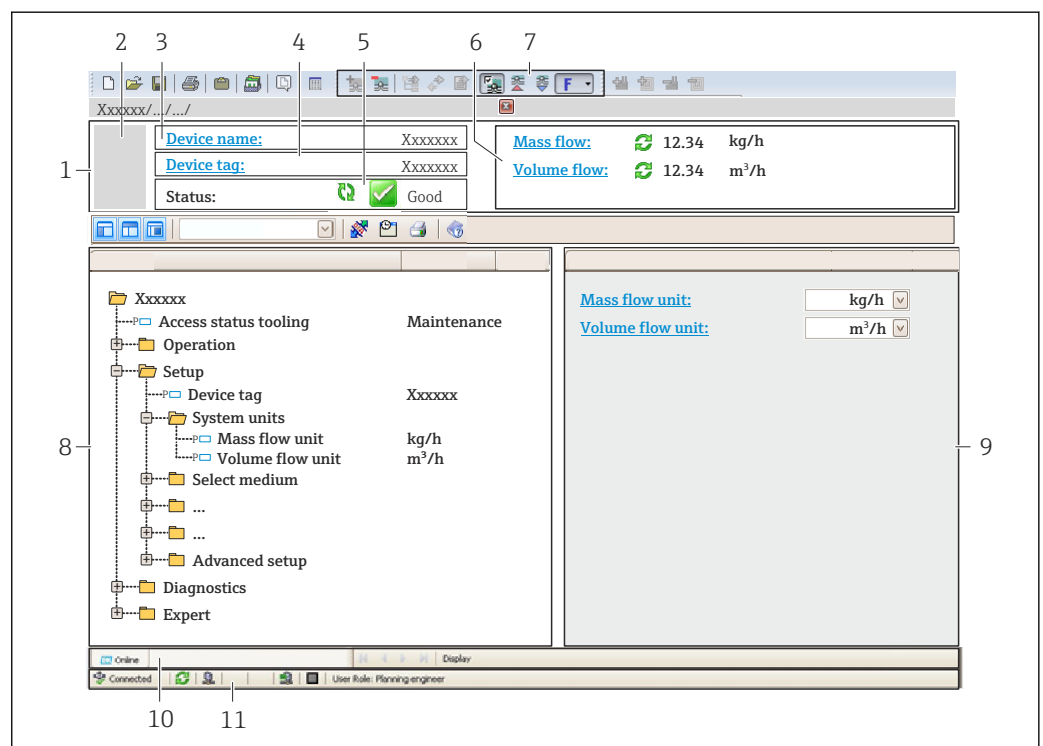 2 3 4 5 6 7
F
Xxxxxx/.../.../
1
Device name: Xxxxxxx
Device tag: Xxxxxxx
Status: Good
Mass flow: 12.34 kg/h
Volume flow: 12.34 m³/h
Xxxxxx
P Access status tooling Maintenance
Operation
Setup
P Device tag Xxxxxx
System units
P Mass flow unit kg/h
P Volume flow unit m³/h
Select medium
...
...
Advanced setup
Diagnostics
Expert
8
Mass flow unit: kg/h
Volume flow unit: m³/h
9
Online Display
Connected User Role: Planning engineer
10 11